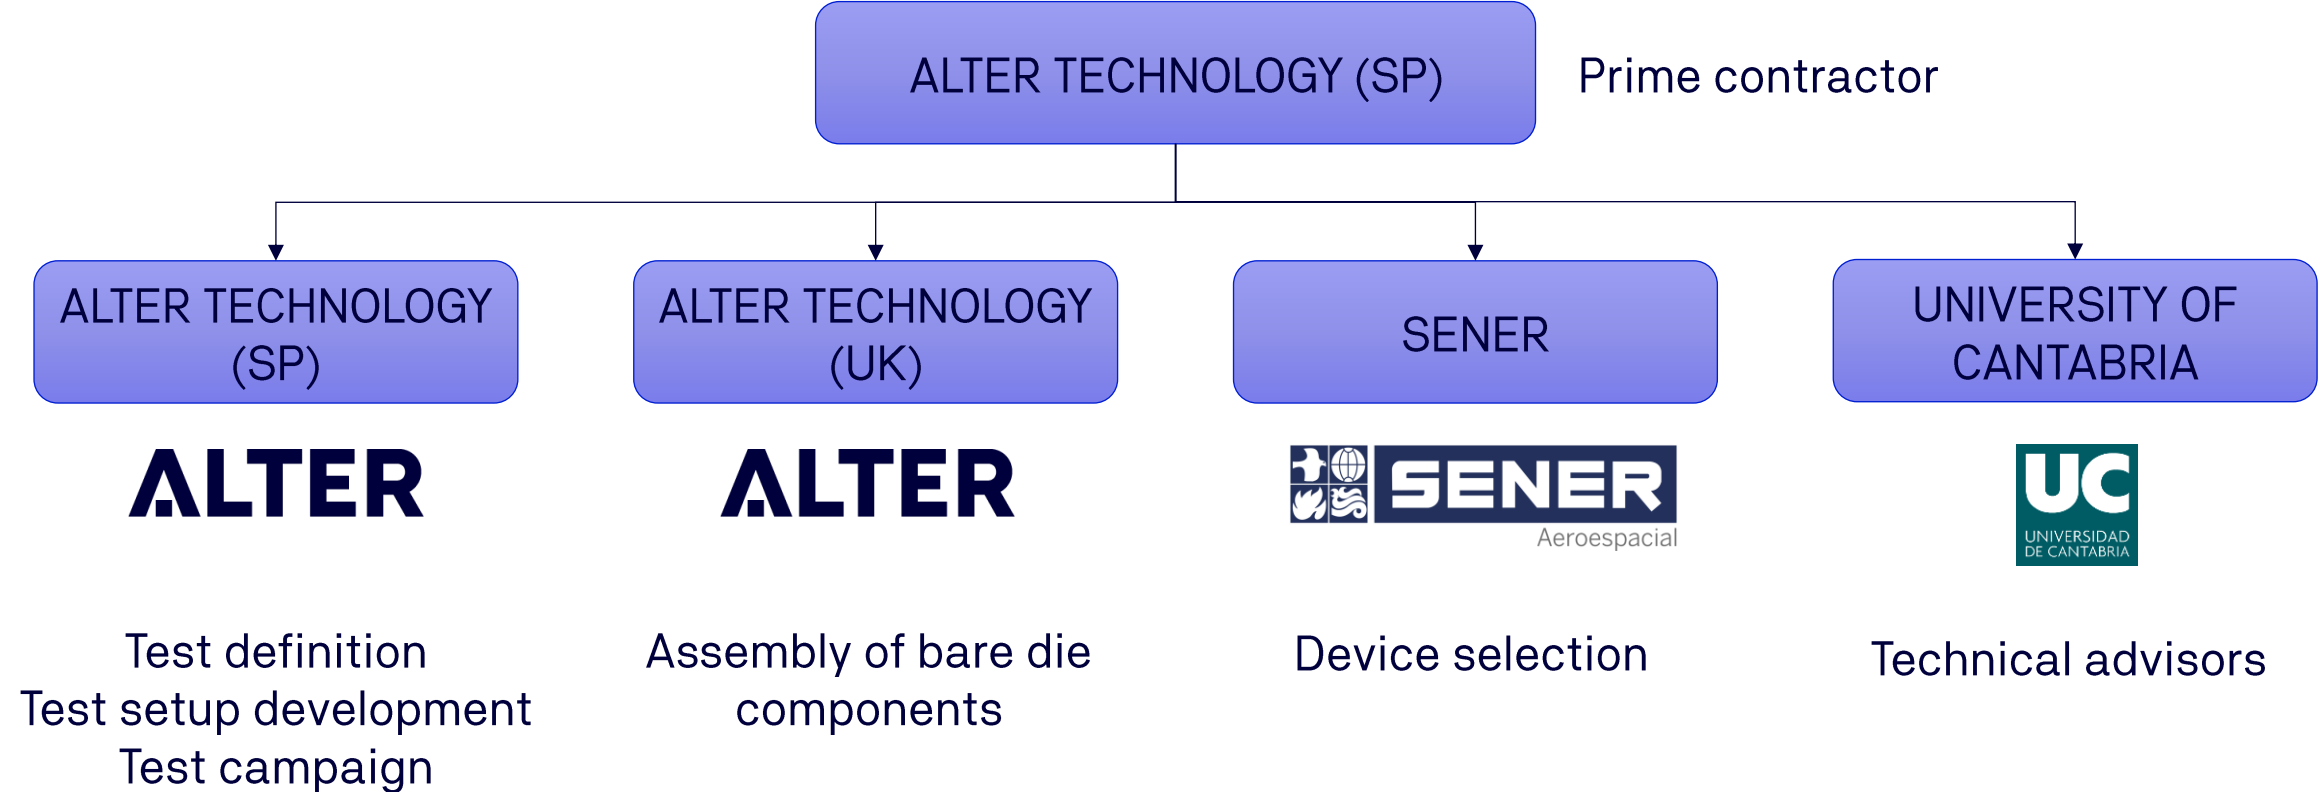 ALTER TECHNOLOGY (SP)
Prime contractor
ALTER TECHNOLOGY
(SP)
ALTER TECHNOLOGY
(UK)
SENER
UNIVERSITY OF
CANTABRIA
ALTER
ALTER
SENER
Aeroespacial
UC
UNIVERSIDAD
DE CANTABRIA
Test definition
Test setup development
Test campaign
Assembly of bare die
components
Device selection
Technical advisors